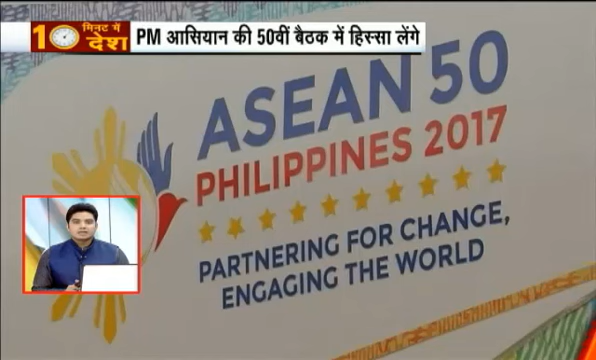 10 मिनट में
देश
PM आसियान की 50वीं बैठक में हिस्सा लेंगे
ASEAN 50
PHILIPPINES 2017
PARTNERING FOR CHANGE,
ENGAGING THE WORLD